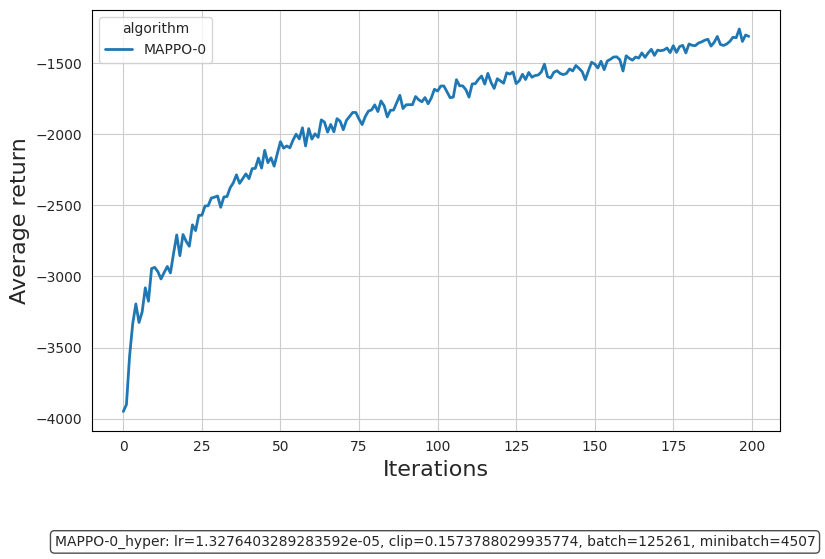 algorithm
MAPPO-0
Average return
−1500
−2000
−2500
−3000
−3500
−4000
0 25 50 75 100 125 150 175 200
Iterations
MAPPO-0_hyper: lr=1.3276403289283592e-05, clip=0.1573788029935774, batch=125261, minibatch=4507